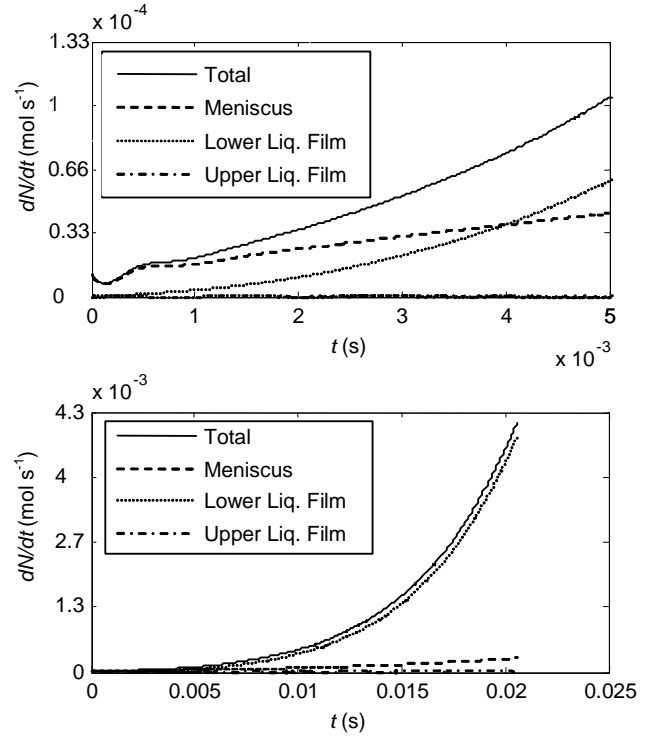 x 10-4
1.33
1
0.66
0.33
0
dN/dt (mol s-1)
Total
Meniscus
Lower Liq. Film
Upper Liq. Film
0 1 2 3 4 5
t (s)
x 10-3
x 10-3
4.3
4
2.7
1.3
0
dN/dt (mol s-1)
Total
Meniscus
Lower Liq. Film
Upper Liq. Film
0 0.005 0.01 0.015 0.02 0.025
t (s)